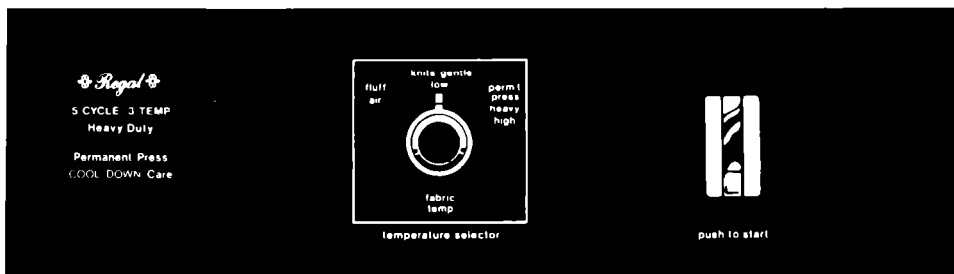 Regal
5 CYCLE 3 TEMP
Heavy Duty
Permanent Press
COOL DOWN Care
knits gentle
low
fluff
air
perm't
press
heavy
high
fabric
temp
temperature selector
push to start